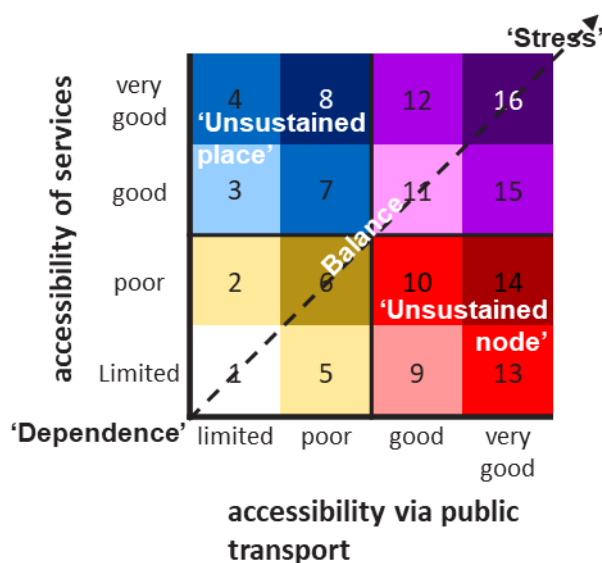 ‘Stress’
accessibility of services
very
good
4 8 12 16
‘Unsustained
place’
good
3 7 11 15
Balance
poor
2 6 10 14
‘Unsustained
node’
Limited
1 5 9 13
‘Dependence’
limited poor good very
good
accessibility via public
transport